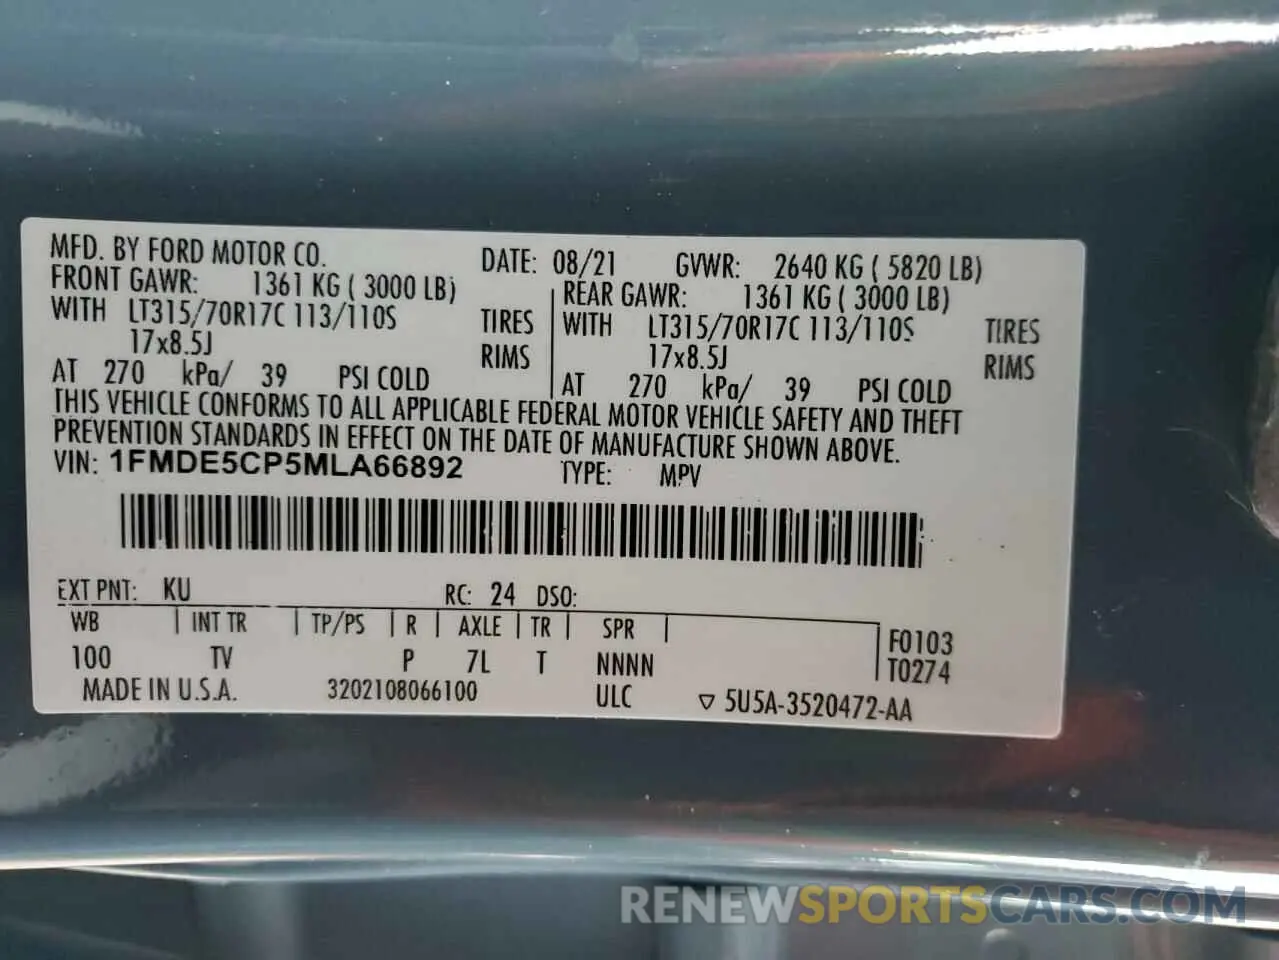 MFD. BY FORD MOTOR CO. DATE: 08/21 GVWR: 2640 KG ( 5820 LB)
FRONT GAWR: 1361 KG ( 3000 LB) REAR GAWR: 1361 KG ( 3000 LB)
WITH LT315/70R17C 113/110S TIRES WITH LT315/70R17C 113/110S TIRES
17x8.5J RIMS 17x8.5J RIMS
AT 270 kPa/ 39 PSI COLD AT 270 kPa/ 39 PSI COLD
THIS VEHICLE CONFORMS TO ALL APPLICABLE FEDERAL MOTOR VEHICLE SAFETY AND THEFT
PREVENTION STANDARDS IN EFFECT ON THE DATE OF MANUFACTURE SHOWN ABOVE.
VIN: 1FMDE5CP5MLA66892 TYPE: MPV
EXT PNT: KU RC: 24 DSO:
WB INT TR TP/PS R AXLE TR SPR F0103
100 TV P 7L T NNNN T0274
MADE IN U.S.A. 3202108066100 ULC ▽ 5U5A-3520472-AA
RENEWSPORTSCARS.COM